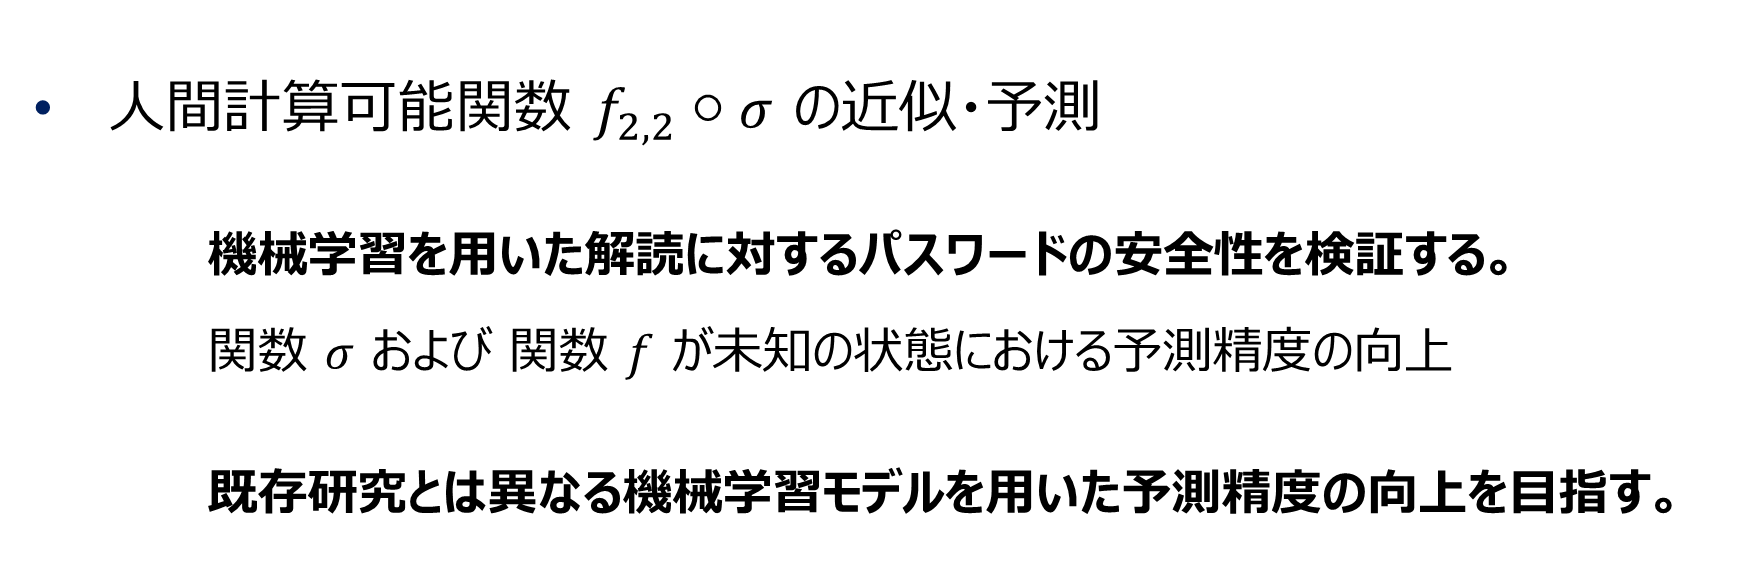 • 人間計算可能関数 f2,2 ○ σ の近似・予測
機械学習を用いた解読に対するパスワードの安全性を検証する。
関数 σ および 関数 f が未知の状態における予測精度の向上
既存研究とは異なる機械学習モデルを用いた予測精度の向上を目指す。